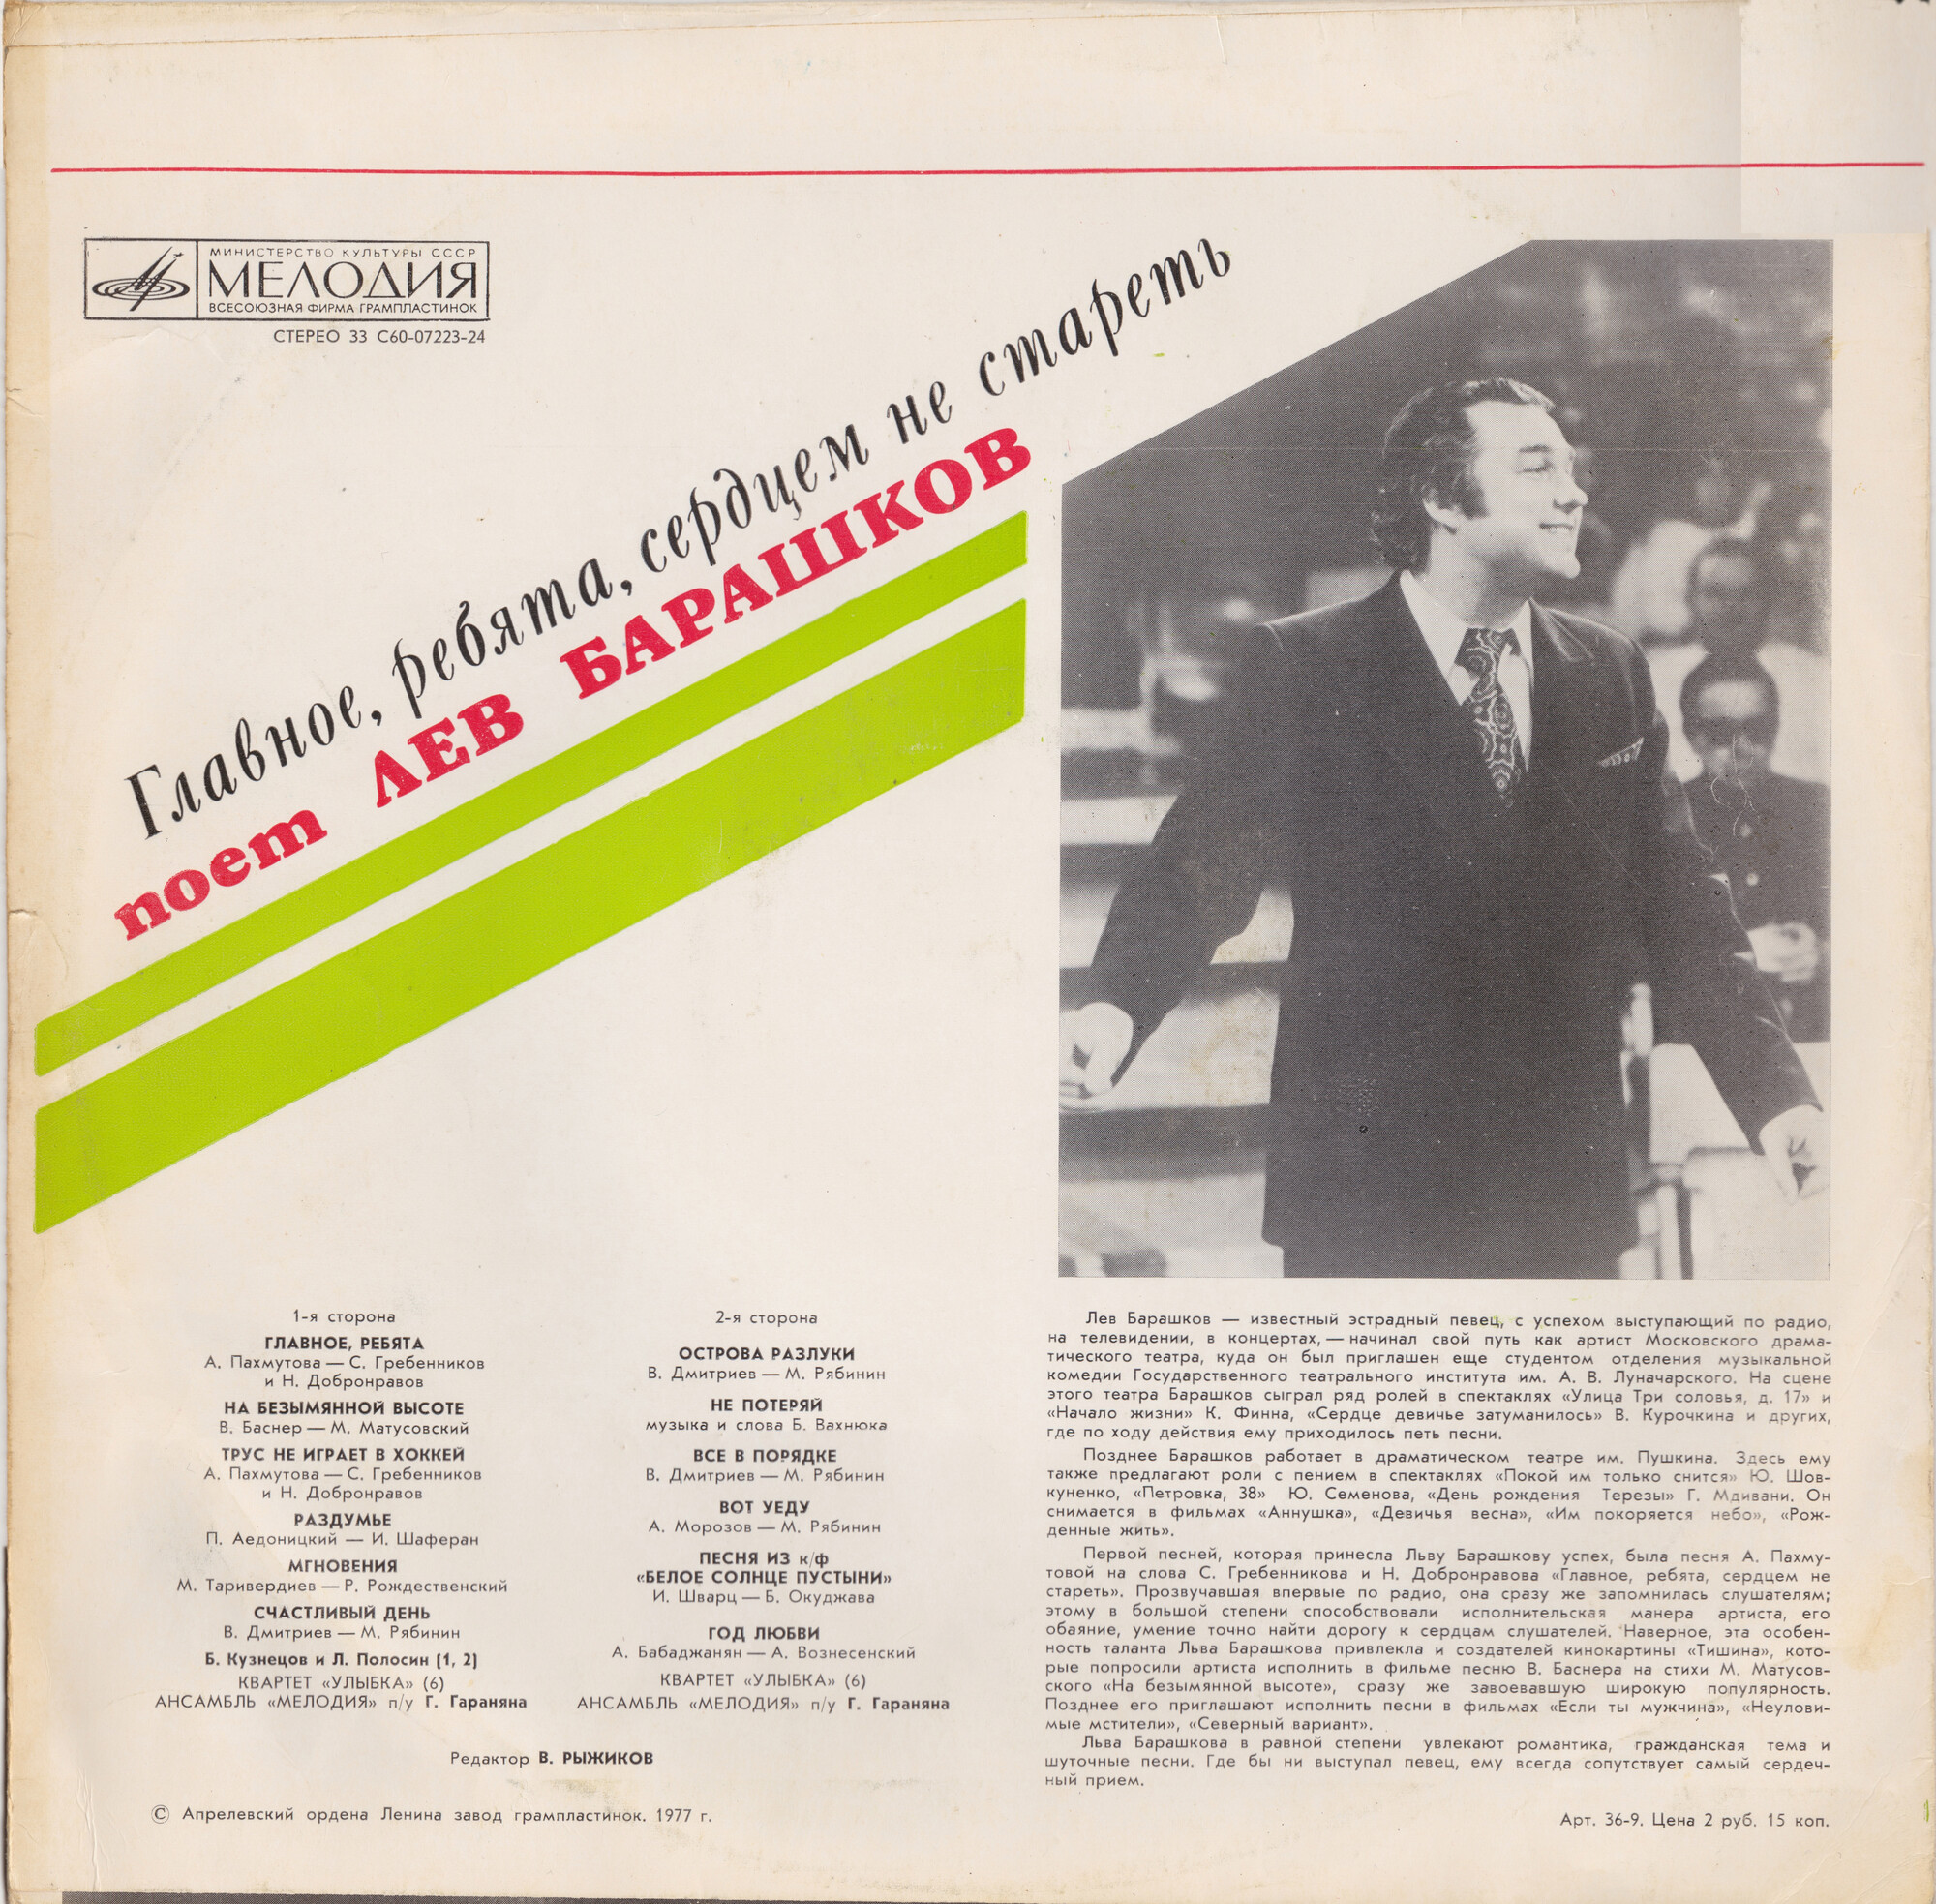 МИНИСТЕРСТВО КУЛЬТУРЫ СССР
МЕЛОДИЯ
ВСЕСОЮЗНАЯ ФИРМА ГРАМПЛАСТИНОК
СТЕРЕО 33 С60-07223-24
Главное, ребята, сердцем не стареть
поет ЛЕВ БАРАШКОВ
1-я сторона
ГЛАВНОЕ, РЕБЯТА
А. Пахмутова — С. Гребенников
и Н. Добронравов
НА БЕЗЫМЯННОЙ ВЫСОТЕ
В. Баснер — М. Матусовский
ТРУС НЕ ИГРАЕТ В ХОККЕЙ
А. Пахмутова — С. Гребенников
и Н. Добронравов
РАЗДУМЬЕ
П. Аедоницкий — И. Шаферан
МГНОВЕНИЯ
М. Таривердиев — Р. Рождественский
СЧАСТЛИВЫЙ ДЕНЬ
В. Дмитриев — М. Рябинин
Б. Кузнецов и Л. Полосин (1, 2)
КВАРТЕТ «УЛЫБКА» (6)
АНСАМБЛЬ «МЕЛОДИЯ» п/у Г. Гараняна
2-я сторона
ОСТРОВА РАЗЛУКИ
В. Дмитриев — М. Рябинин
НЕ ПОТЕРЯЙ
музыка и слова Б. Вахнюка
ВСЕ В ПОРЯДКЕ
В. Дмитриев — М. Рябинин
ВОТ УЕДУ
А. Морозов — М. Рябинин
ПЕСНЯ ИЗ к/ф
«БЕЛОЕ СОЛНЦЕ ПУСТЫНИ»
И. Шварц — Б. Окуджава
ГОД ЛЮБВИ
А. Бабаджанян — А. Вознесенский
КВАРТЕТ «УЛЫБКА» (6)
АНСАМБЛЬ «МЕЛОДИЯ» п/у Г. Гараняна
Редактор В. РЫЖИКОВ
© Апрелевский ордена Ленина завод грампластинок. 1977 г.
Лев Барашков — известный эстрадный певец, с успехом выступающий по радио,
на телевидении, в концертах, — начинал свой путь как артист Московского драма-
тического театра, куда он был приглашен еще студентом отделения музыкальной
комедии Государственного театрального института им. А. В. Луначарского. На сцене
этого театра Барашков сыграл ряд ролей в спектаклях «Улица Три соловья, д. 17» и
«Начало жизни» К. Финна, «Сердце девичье затуманилось» В. Курочкина и других,
где по ходу действия ему приходилось петь песни.
Позднее Барашков работает в драматическом театре им. Пушкина. Здесь ему
также предлагают роли с пением в спектаклях «Покой им только снится» Ю. Шов-
куненко, «Петровка, 38» Ю. Семенова, «День рождения Терезы» Г. Мдивани. Он
снимается в фильмах «Аннушка», «Девичья весна», «Им покоряется небо», «Рож-
денные жить».
Первой песней, которая принесла Льву Барашкову успех, была песня А. Пахму-
товой на слова С. Гребенникова и Н. Добронравова «Главное, ребята, сердцем не
стареть». Прозвучавшая впервые по радио, она сразу же запомнилась слушателям;
этому в большой степени способствовали исполнительская манера артиста, его
обаяние, умение точно найти дорогу к сердцам слушателей. Наверное, эта особен-
ность таланта Льва Барашкова привлекла и создателей кинокартины «Тишина», кото-
рые попросили артиста исполнить в фильме песню В. Баснера на стихи М. Матусов-
ского «На безымянной высоте», сразу же завоевавшую широкую популярность.
Позднее его приглашают исполнить песни в фильмах «Если ты мужчина», «Неулови-
мые мстители», «Северный вариант».
Льва Барашкова в равной степени увлекают романтика, гражданская тема и
шуточные песни. Где бы ни выступал певец, ему всегда сопутствует самый сердеч-
ный прием.
Арт. 36-9. Цена 2 руб. 15 коп.